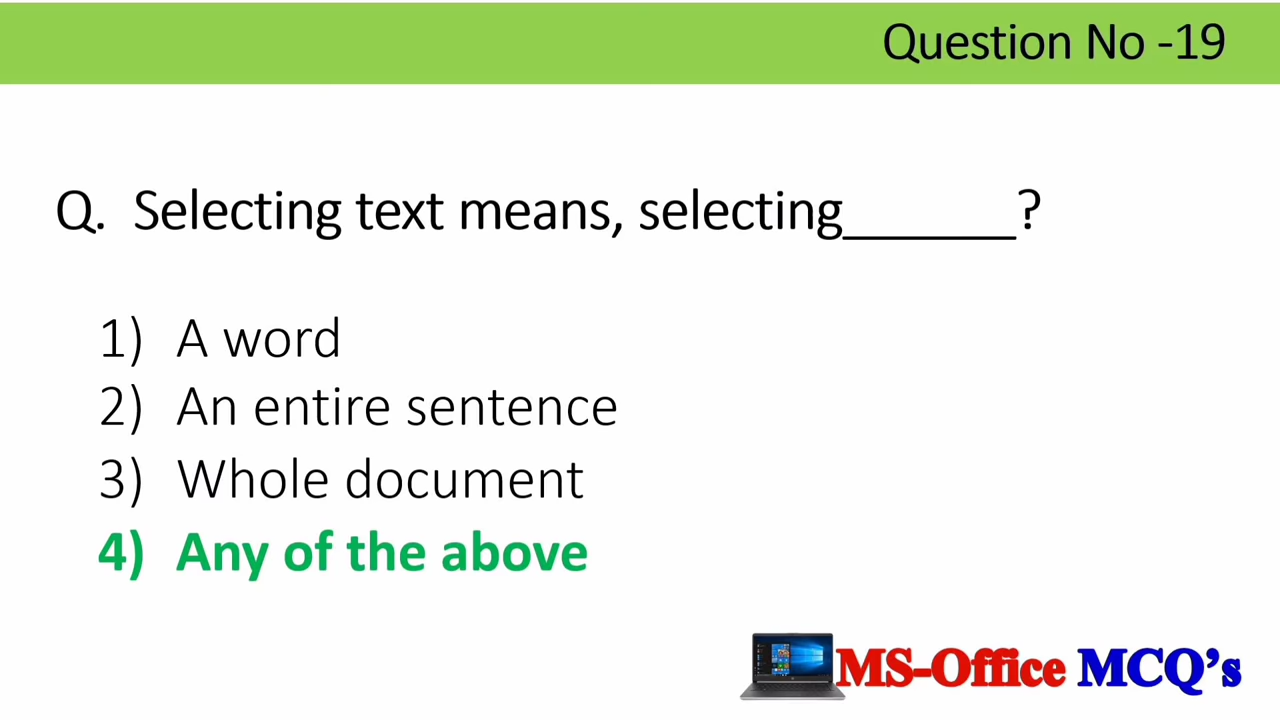 Question No -19
Q. Selecting text means, selecting______?
1) A word
2) An entire sentence
3) Whole document
4) Any of the above
MS-Office MCQ’s